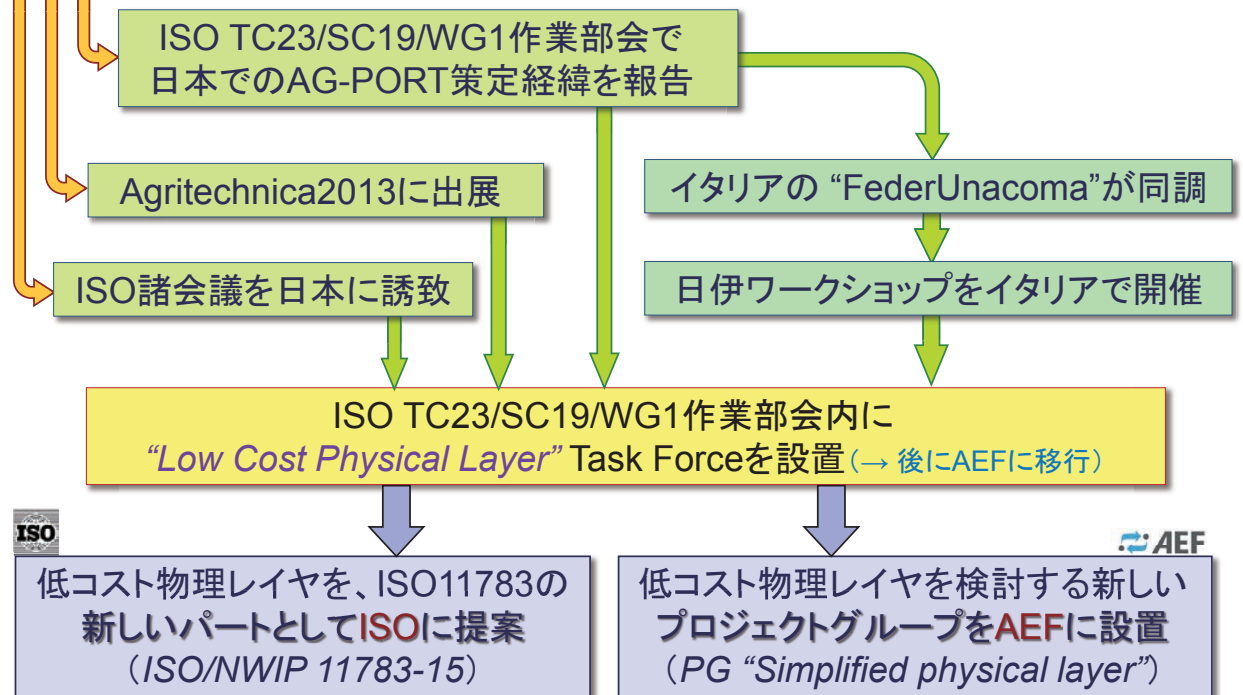 ISO TC23/SC19/WG1作業部会で
日本でのAG-PORT策定経緯を報告
Agritechnica2013に出展
イタリアの “FederUnacoma”が同調
ISO諸会議を日本に誘致
日伊ワークショップをイタリアで開催
ISO TC23/SC19/WG1作業部会内に
“Low Cost Physical Layer” Task Forceを設置(→ 後にAEFに移行)
ISO
AEF
低コスト物理レイヤを、ISO11783の
新しいパートとしてISOに提案
(ISO/NWIP 11783-15)
低コスト物理レイヤを検討する新しい
プロジェクトグループをAEFに設置
(PG “Simplified physical layer”)